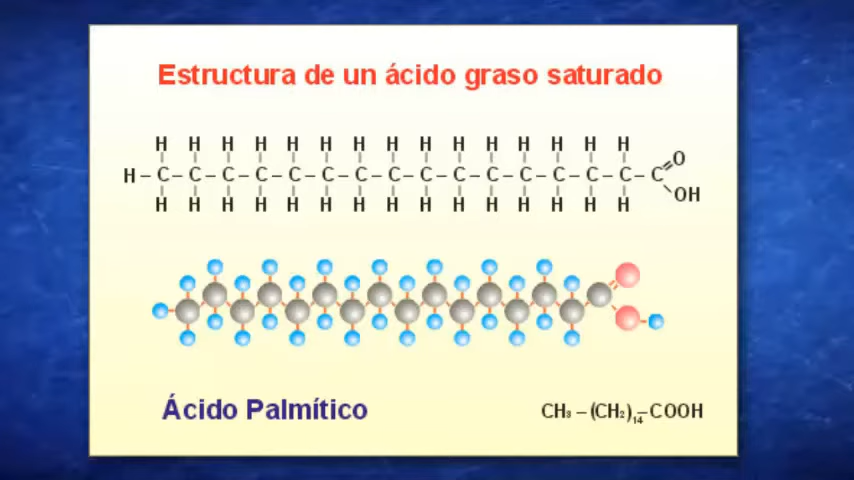 Estructura de un ácido graso saturado
H H H H H H H H H H H H H H H
H–C–C–C–C–C–C–C–C–C–C–C–C–C–C–C–C=O
H H H H H H H H H H H H H H H OH
Ácido Palmítico
CH₃–(CH₂)₁₄–COOH